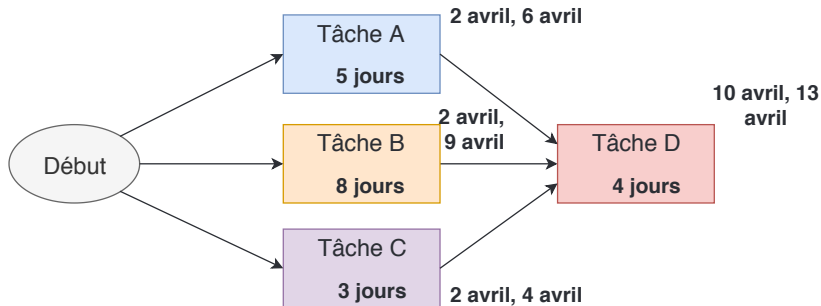 2 avril, 6 avril
Tâche A
5 jours
10 avril, 13
avril
2 avril,
9 avril
Début
Tâche B
8 jours
Tâche D
4 jours
Tâche C
3 jours
2 avril, 4 avril